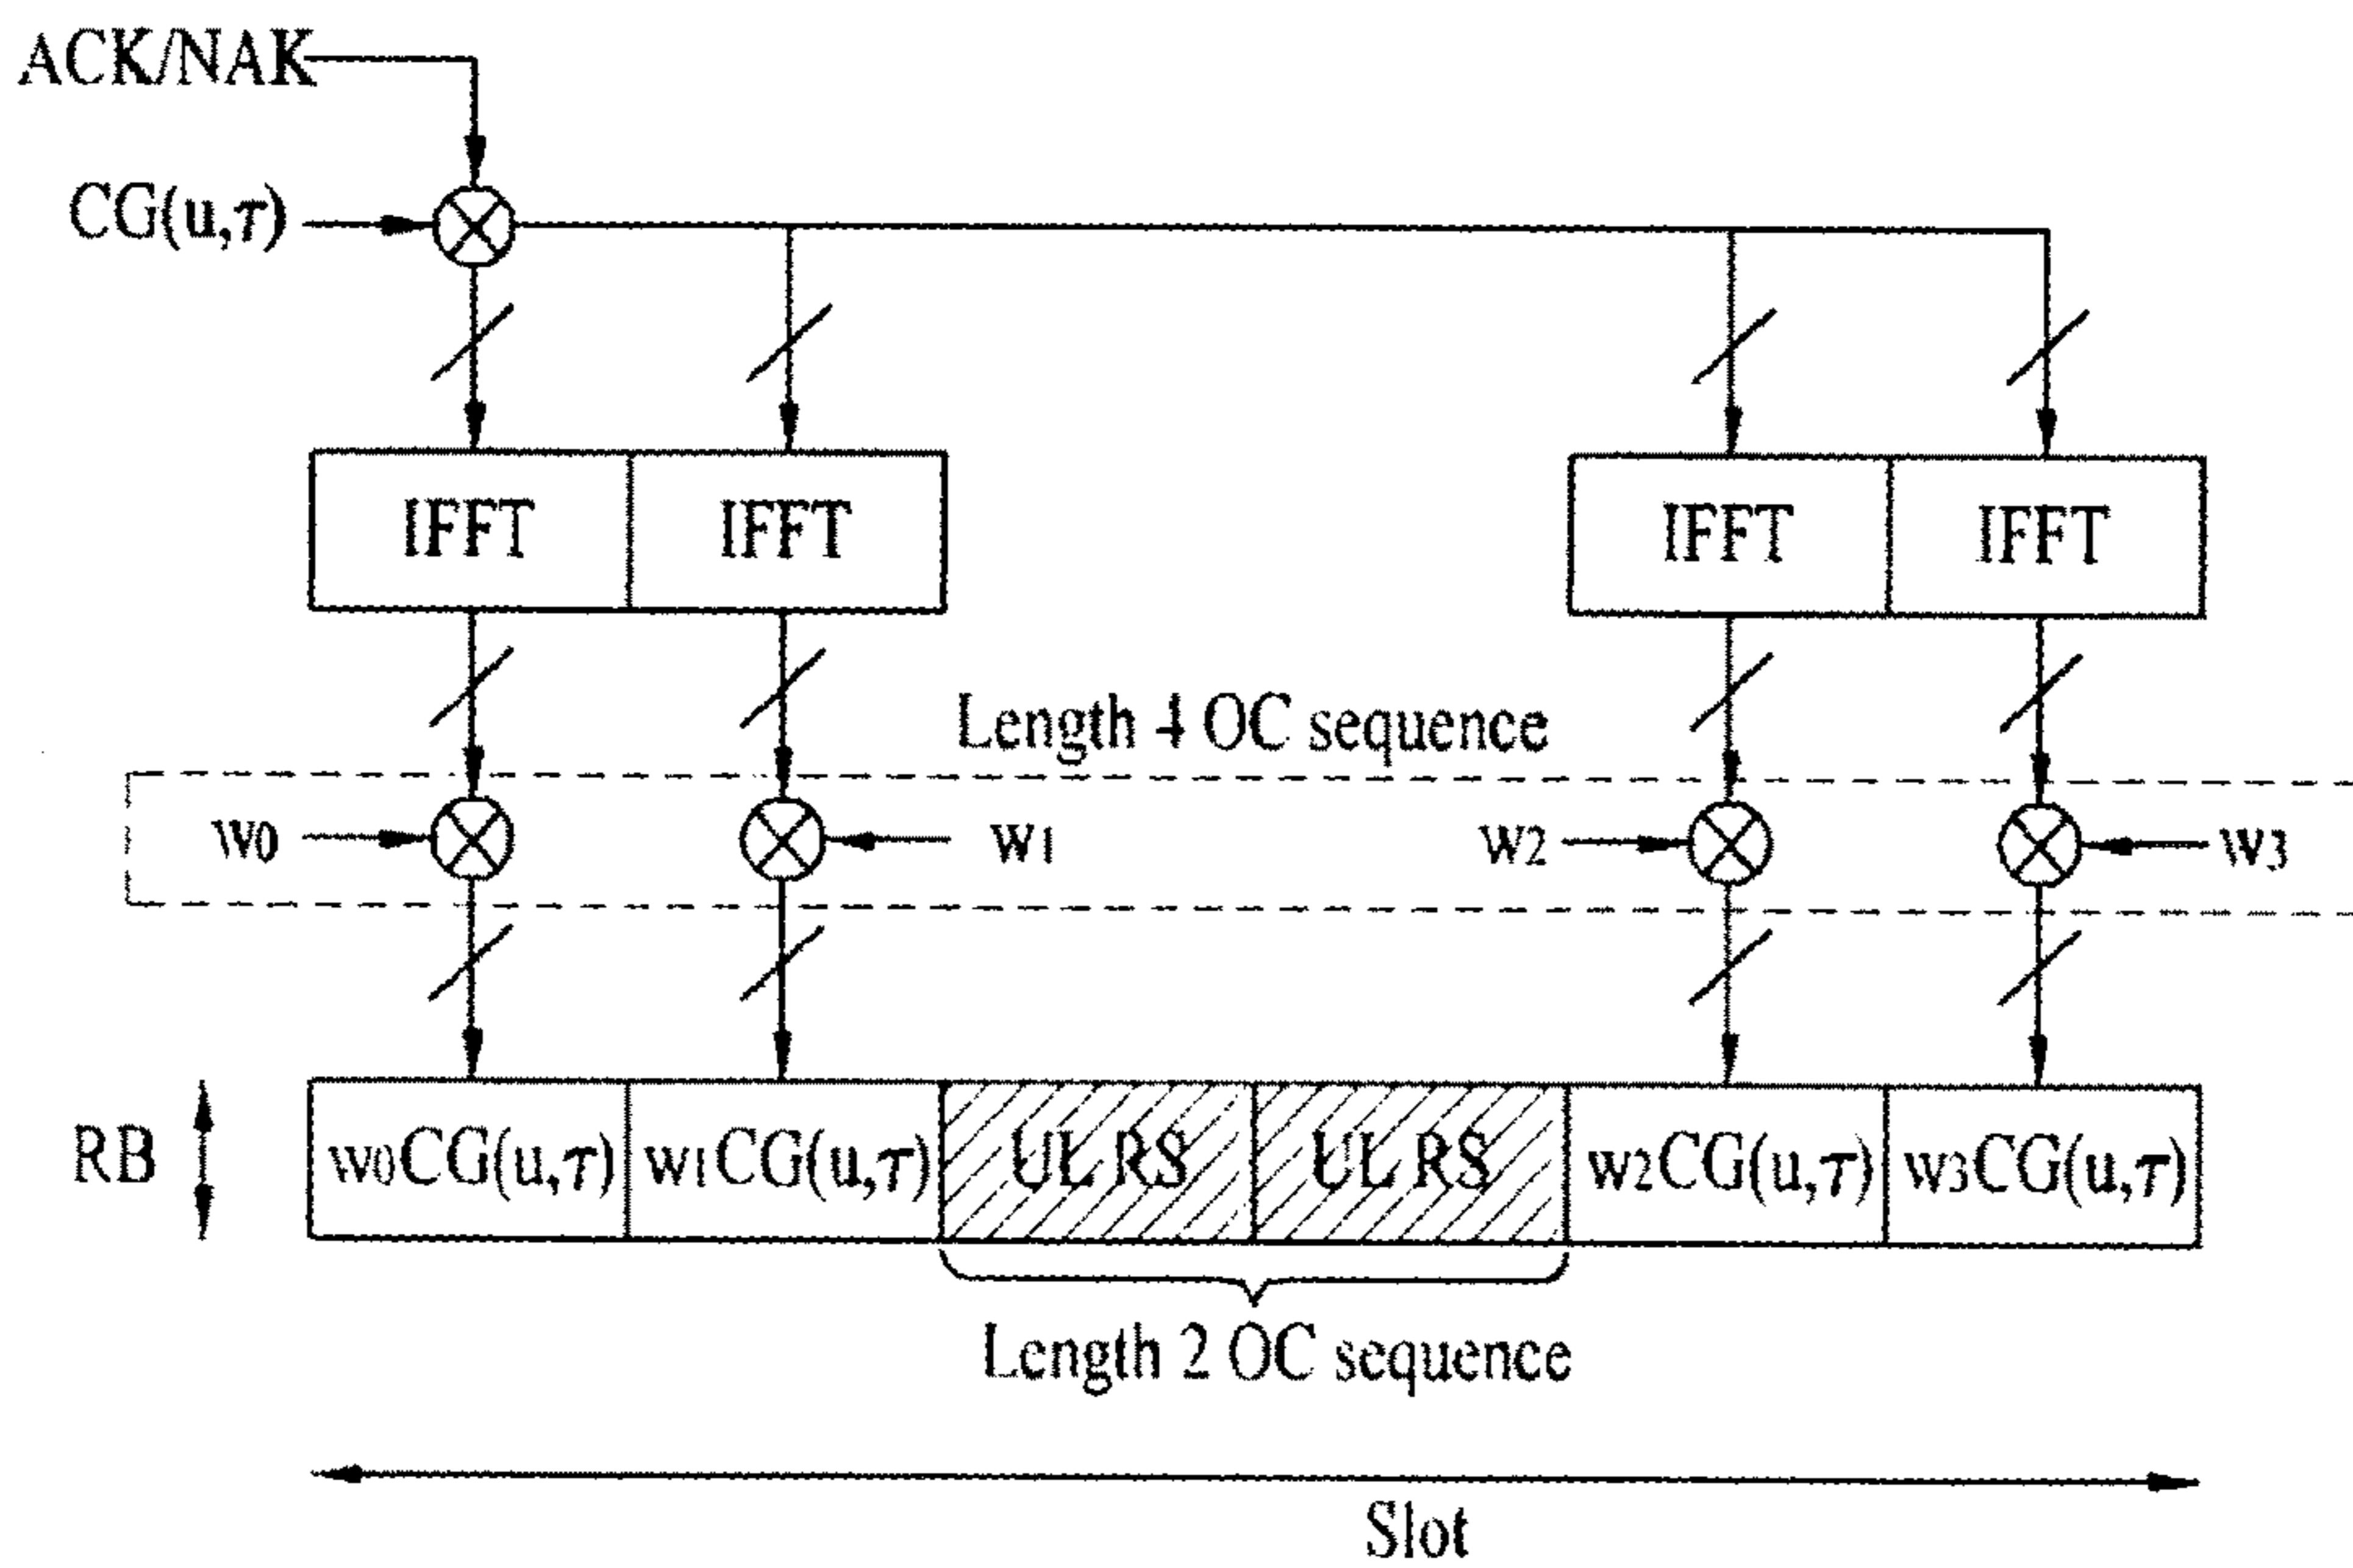 ACK/NAK
CG(u,τ)
IFFT IFFT IFFT IFFT
Length 4 OC sequence
w0 w1 w2 w3
RB w0CG(u,τ) w1CG(u,τ) UL RS UL RS w2CG(u,τ) w3CG(u,τ)
Length 2 OC sequence
Slot